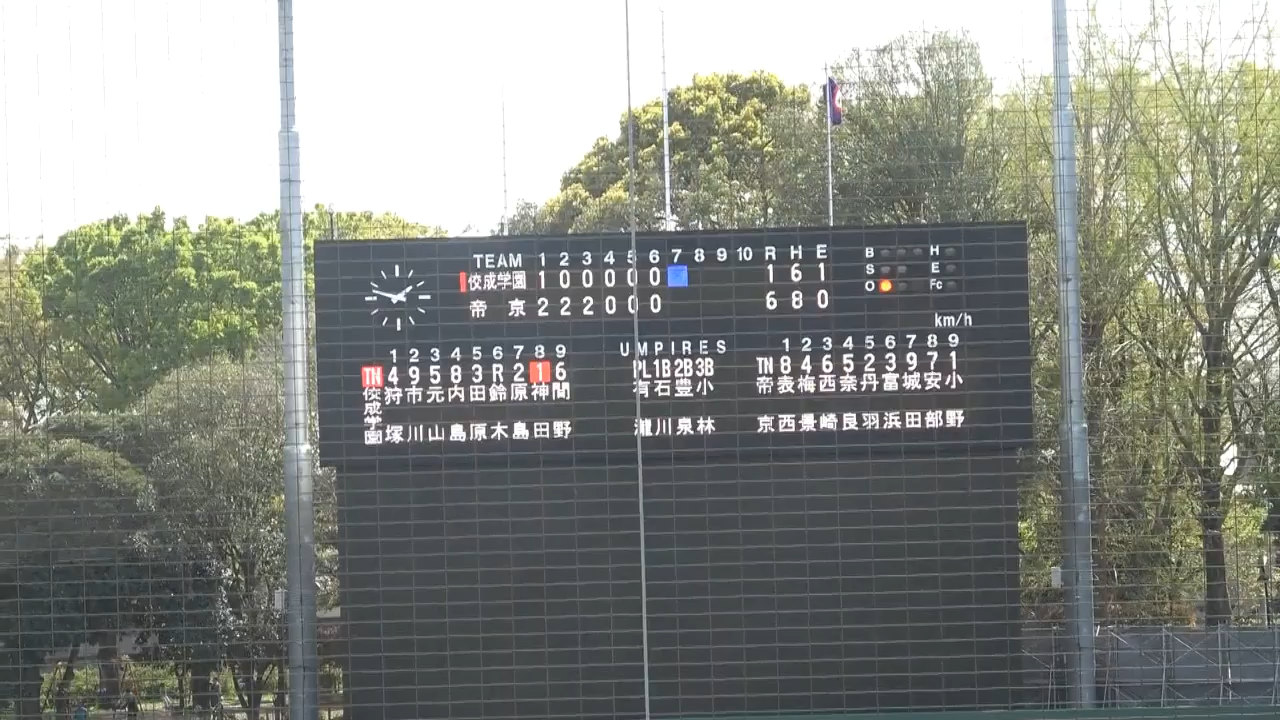 TEAM 1 2 3 4 5 6 7 8 9 10 R H E
佼成学園 1 0 0 0 0 0 1 6 1
帝京 2 2 2 0 0 0 6 8 0
B H
S E
O Fc
km/h
1 2 3 4 5 6 7 8 9
TN 4 9 5 8 3 R 2 1 6
佼成学園 狩塚 市川 元山 内島 田原 鈴木 原島 神田 間野
UMPIRES
PL 1B 2B 3B
有瀧 石川 豊泉 小林
1 2 3 4 5 6 7 8 9
TN 8 4 6 5 2 3 9 7 1
帝京 表西 梅景 西崎 奈良 丹羽 富浜 城田 安部 小野